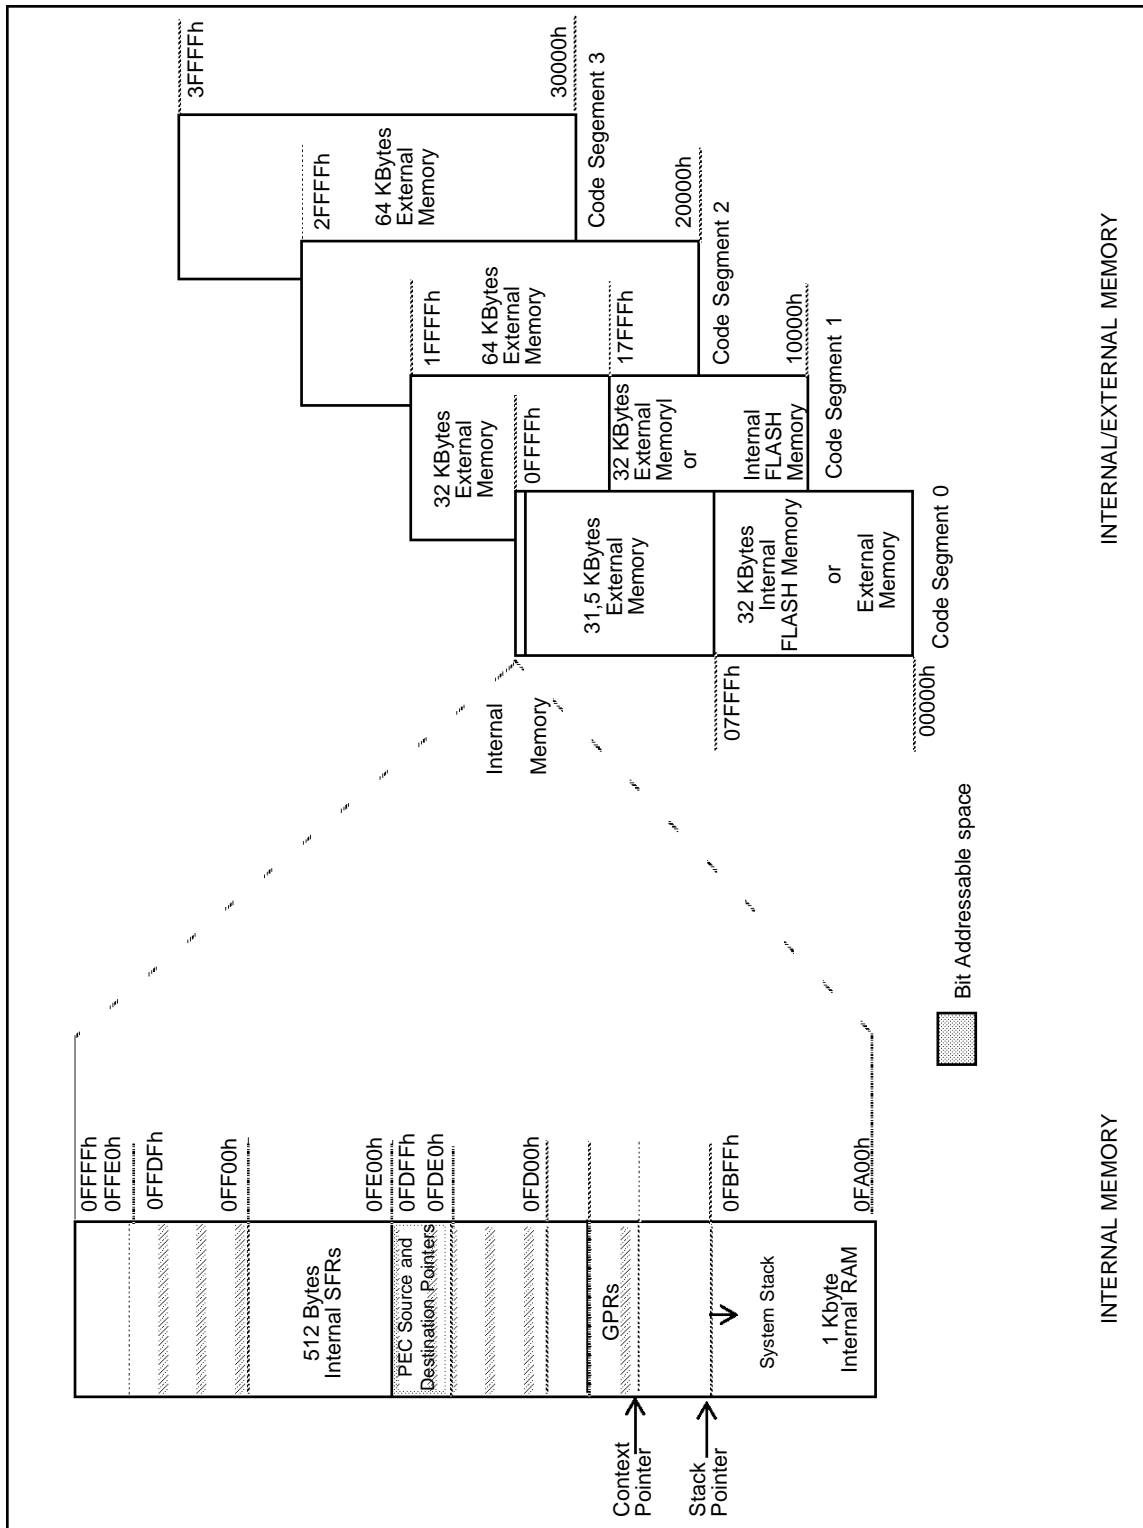 0FFFFh
0FFE0h
0FFDFh
0FF00h
512 Bytes
Internal SFRs
0FE00h
0FDFFh
0FDE0h
PEC Source and
Destination Pointers
0FD00h
GPRs
Context
Pointer
Stack
Pointer
0FBFFh
System Stack
1 Kbyte
Internal RAM
0FA00h
INTERNAL MEMORY
Bit Addressable space
Internal
Memory
0FFFFh
31,5 KBytes
External
Memory
07FFFh
32 KBytes
Internal
FLASH Memory
or
External
Memory
00000h
Code Segment 0
1FFFFh
32 KBytes
External
Memory
17FFFh
32 KBytes
External
Memoryl
or
Internal
FLASH
Memory
10000h
Code Segment 1
2FFFFh
64 KBytes
External
Memory
20000h
Code Segment 2
3FFFFh
64 KBytes
External
Memory
30000h
Code Segement 3
INTERNAL/EXTERNAL MEMORY